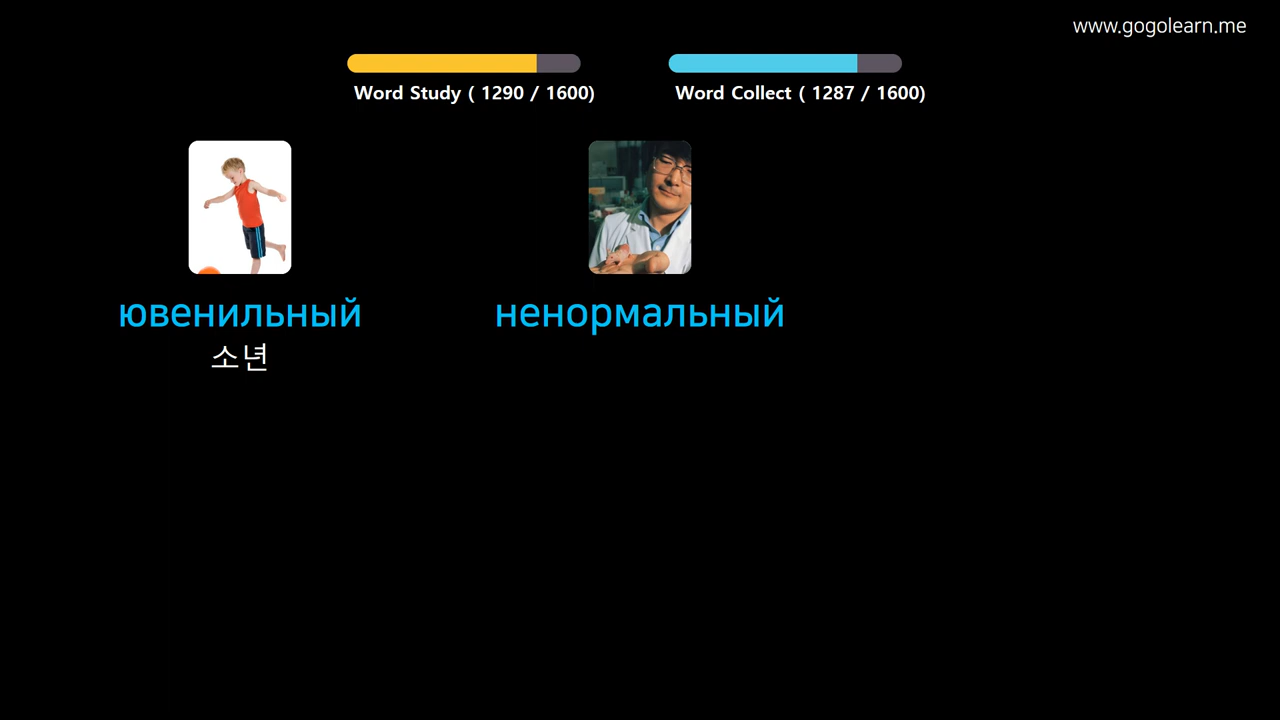 www.gogolearn.me
Word Study ( 1290 / 1600)
Word Collect ( 1287 / 1600)
ювенильный
ненормальный
소년